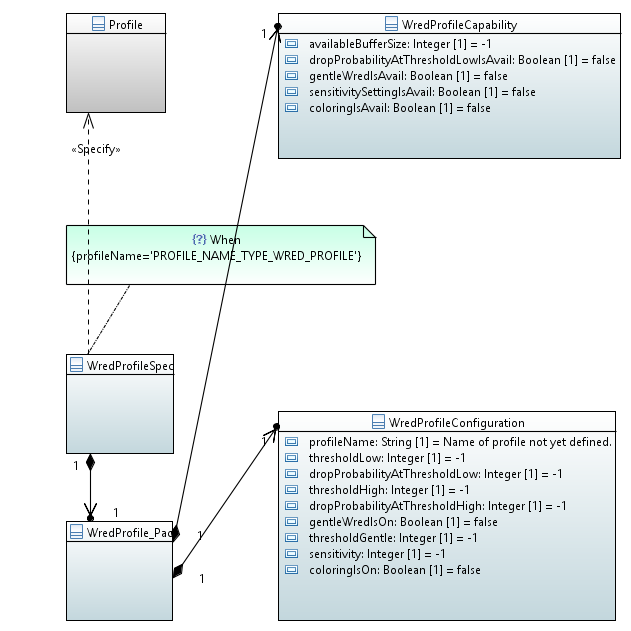 Profile
«Specify»
{?} When
{profileName='PROFILE_NAME_TYPE_WRED_PROFILE'}
WredProfileSpec
1
1
WredProfile_Pac
1
1
1
1
WredProfileCapability
availableBufferSize: Integer [1] = -1
dropProbabilityAtThresholdLowIsAvail: Boolean [1] = false
gentleWredIsAvail: Boolean [1] = false
sensitivitySettingIsAvail: Boolean [1] = false
coloringIsAvail: Boolean [1] = false
WredProfileConfiguration
profileName: String [1] = Name of profile not yet defined.
thresholdLow: Integer [1] = -1
dropProbabilityAtThresholdLow: Integer [1] = -1
thresholdHigh: Integer [1] = -1
dropProbabilityAtThresholdHigh: Integer [1] = -1
gentleWredIsOn: Boolean [1] = false
thresholdGentle: Integer [1] = -1
sensitivity: Integer [1] = -1
coloringIsOn: Boolean [1] = false